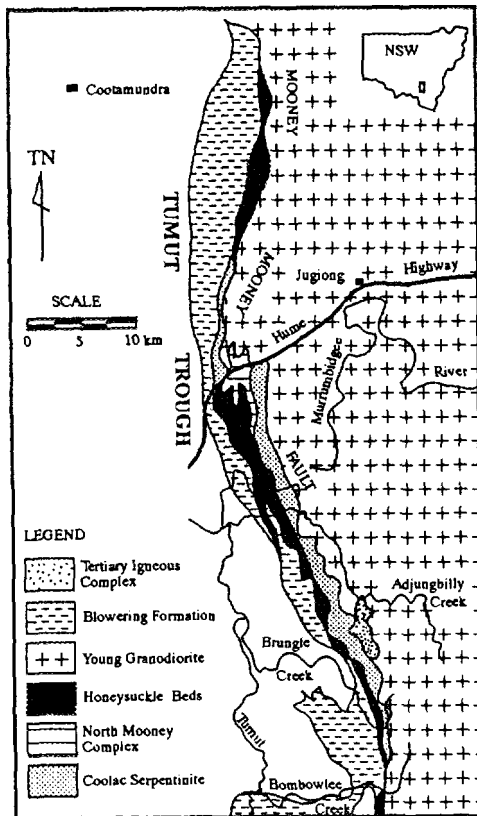 NSW
Cootamundra
TN
MOONEY
TUMUT
MOONEY
TROUGH
FAULT
Jugiong
Highway
Hume
Murrumbidgee
River
SCALE
0 5 10
km
LEGEND
Tertiary Igneous
Complex
Blowering Formation
Young Granodiorite
Honeysuckle Beds
North Mooney
Complex
Coolac Serpentinite
Adjungbilly
Creek
Brungle
Creek
Tumut
Bombowlee
Creek